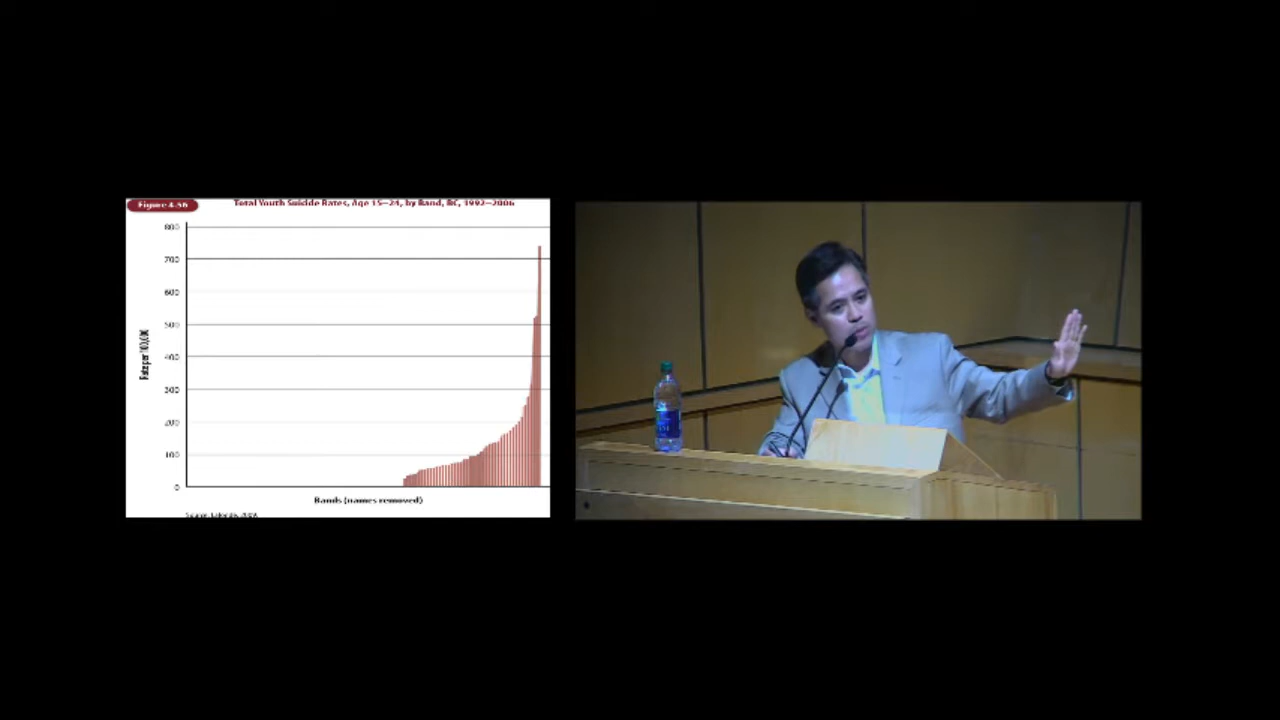 Figure 4-56
Total Youth Suicide Rates, Age 15–24, by Band, BC, 1992–2006
800
700
600
500
400
300
200
100
0
Rate per 100,000
Bands (names removed)